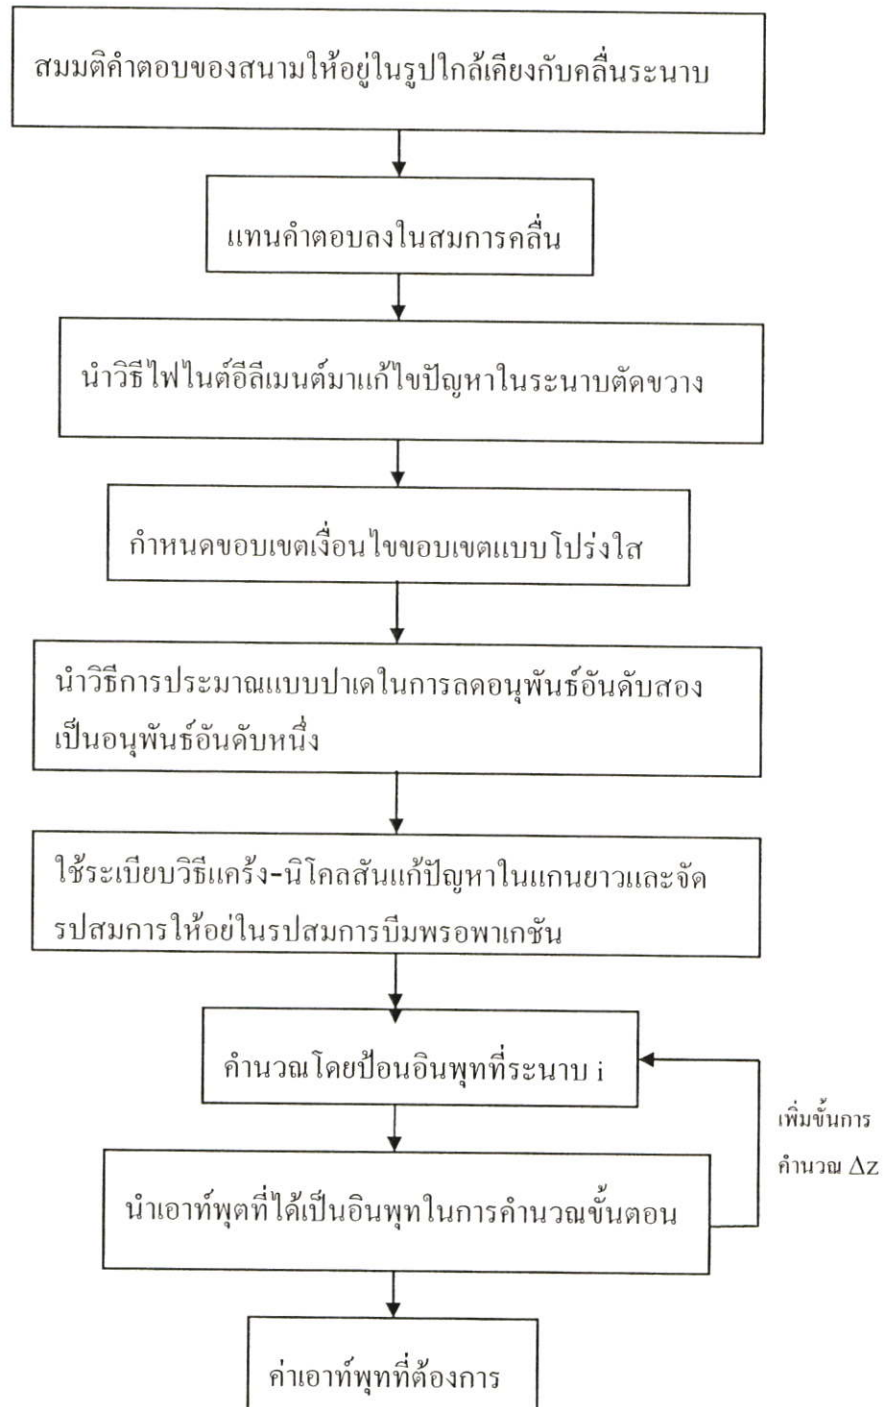 สมมติคำตอบของสนามให้อยู่ในรูปใกล้เคียงกับคลื่นระนาบ
แทนคำตอบลงในสมการคลื่น
นำวิธีไฟไนต์อีลีเมนต์มาแก้ไขปัญหาในระนาบตัดขวาง
กำหนดขอบเขตเงื่อนไขขอบเขตแบบโปร่งใส
นำวิธีการประมาณแบบปาเดในการลดอนุพันธ์อันดับสอง
เป็นอนุพันธ์อันดับหนึ่ง
ใช้ระเบียบวิธีแคร้ง-นิโคลสันแก้ปัญหาในแกนยาวและจัด
รปสมการให้อย่ในรปสมการบีมพรอพาเกชัน
คำนวณโดยป้อนอินพุทที่ระนาบ i
เพิ่มขั้นการ
คำนวณ Δz
นำเอาท์พุตที่ได้เป็นอินพุทในการคำนวณขั้นตอน
ค่าเอาท์พุทที่ต้องการ